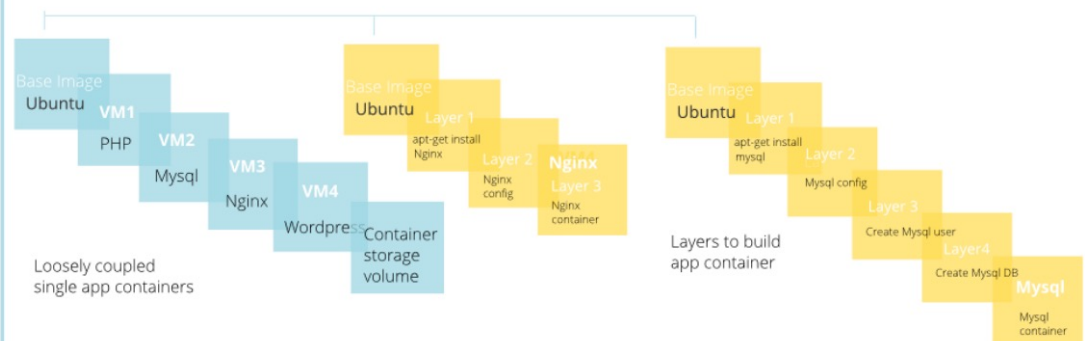 Base Image
Ubuntu
VM1
PHP
VM2
Mysql
VM3
Nginx
VM4
Wordpress
Container
storage
volume
Loosely coupled
single app containers
Base Image
Ubuntu
Layer 1
apt-get install
Nginx
Layer 2
Nginx
config
Nginx
Layer 3
Nginx
container
Base Image
Ubuntu
Layer 1
apt-get install
mysql
Layer 2
Mysql config
Layer 3
Create Mysql user
Layer4
Create Mysql DB
Mysql
Mysql
container
Layers to build
app container